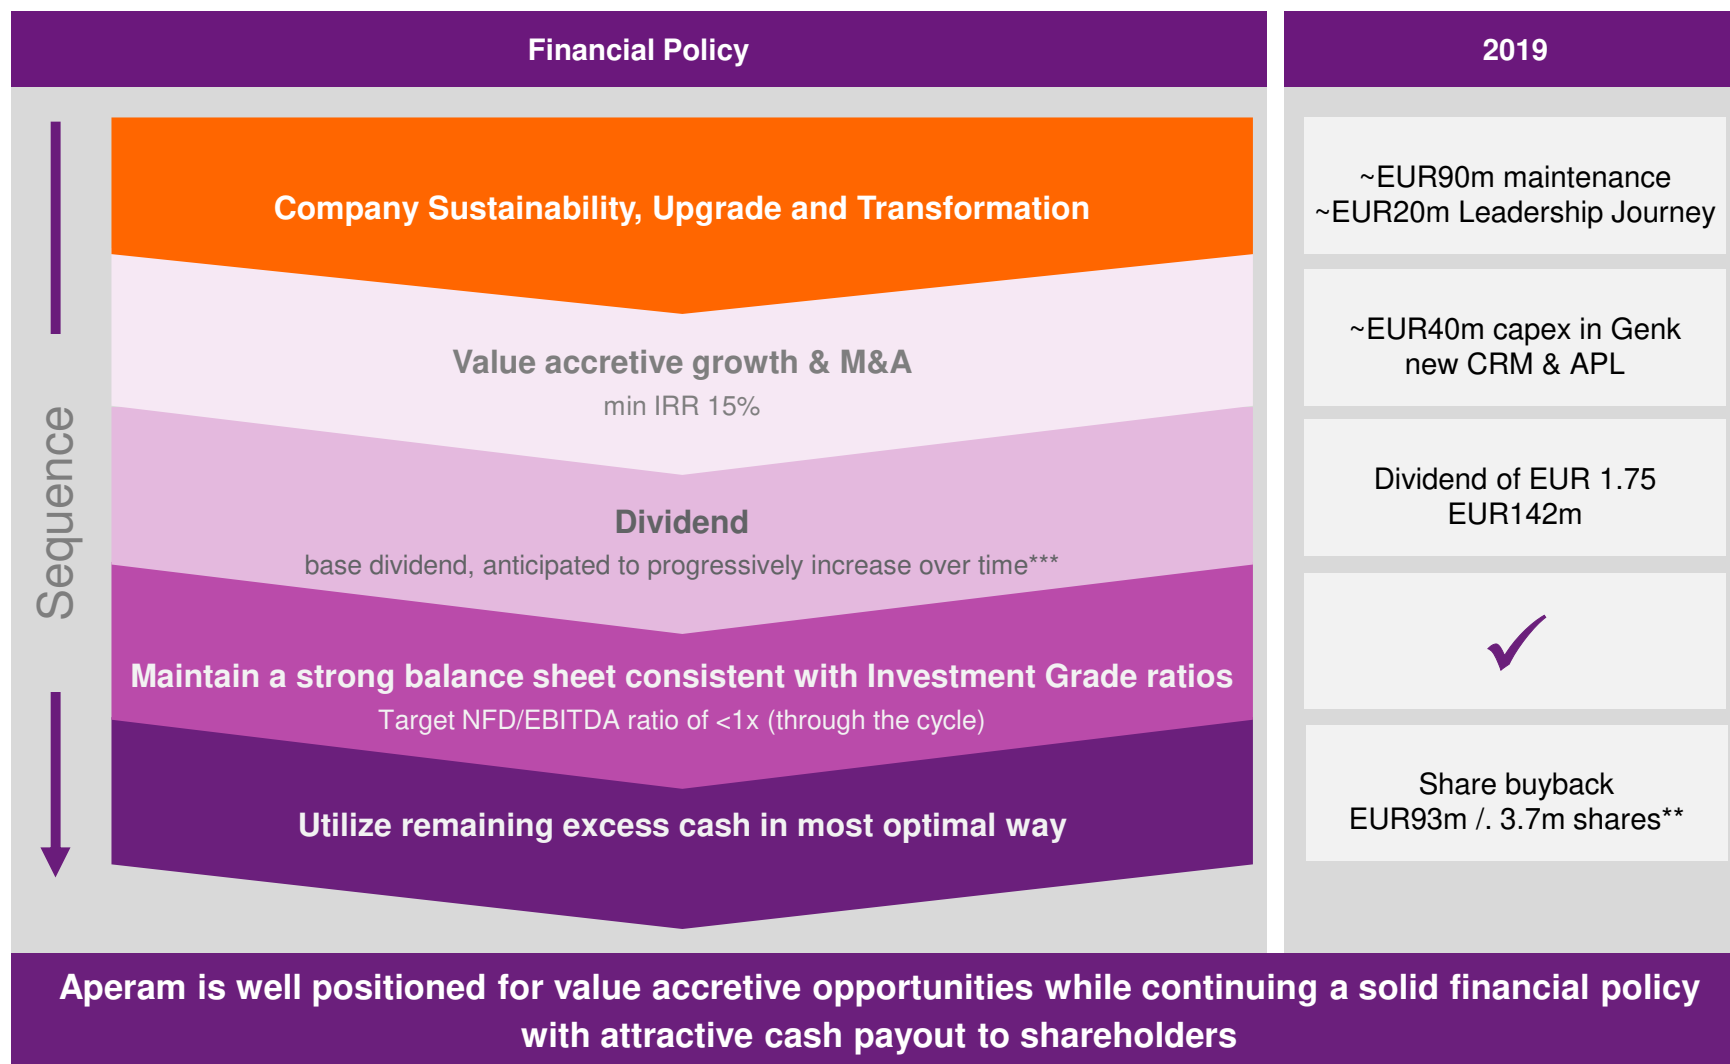 Financial Policy
2019
Sequence
Company Sustainability, Upgrade and Transformation
~EUR90m maintenance
~EUR20m Leadership Journey
Value accretive growth & M&A
min IRR 15%
~EUR40m capex in Genk
new CRM & APL
Dividend
base dividend, anticipated to progressively increase over time***
Dividend of EUR 1.75
EUR142m
Maintain a strong balance sheet consistent with Investment Grade ratios
Target NFD/EBITDA ratio of <1x (through the cycle)
Utilize remaining excess cash in most optimal way
Share buyback
EUR93m /. 3.7m shares**
Aperam is well positioned for value accretive opportunities while continuing a solid financial policy
with attractive cash payout to shareholders